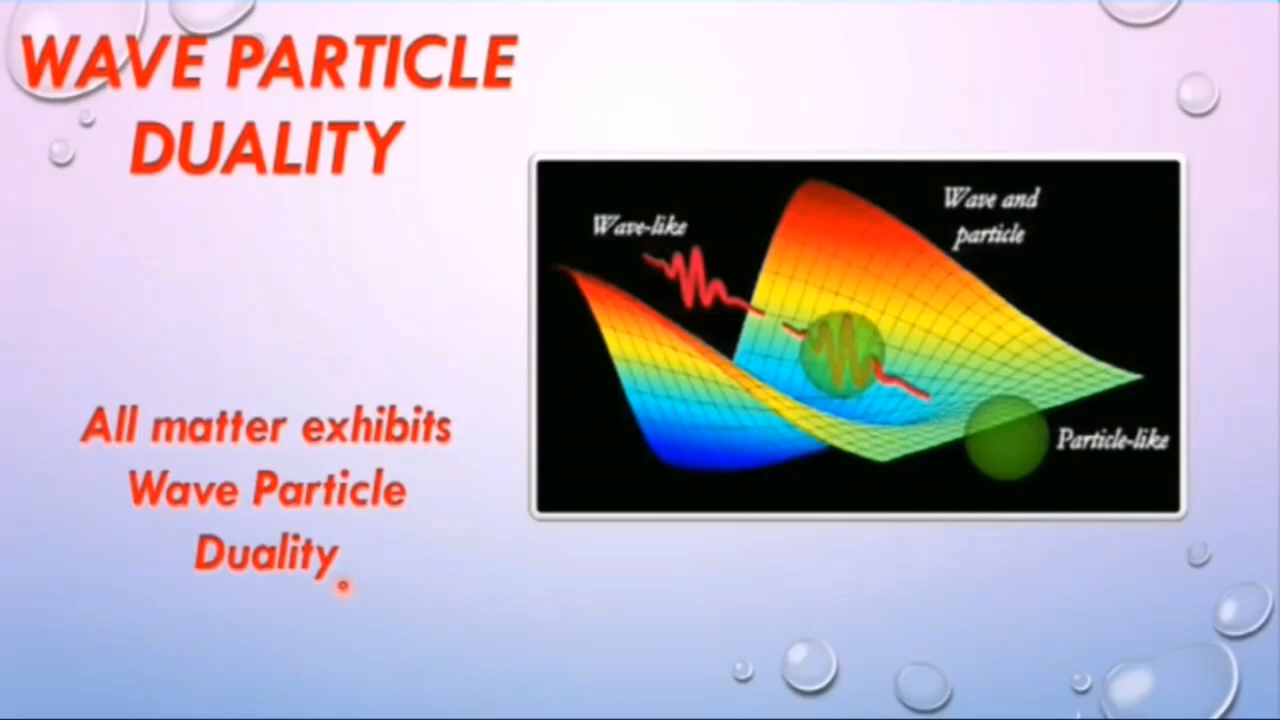 WAVE PARTICLE
DUALITY
Wave-like
Wave and
particle
Particle-like
All matter exhibits
Wave Particle
Duality